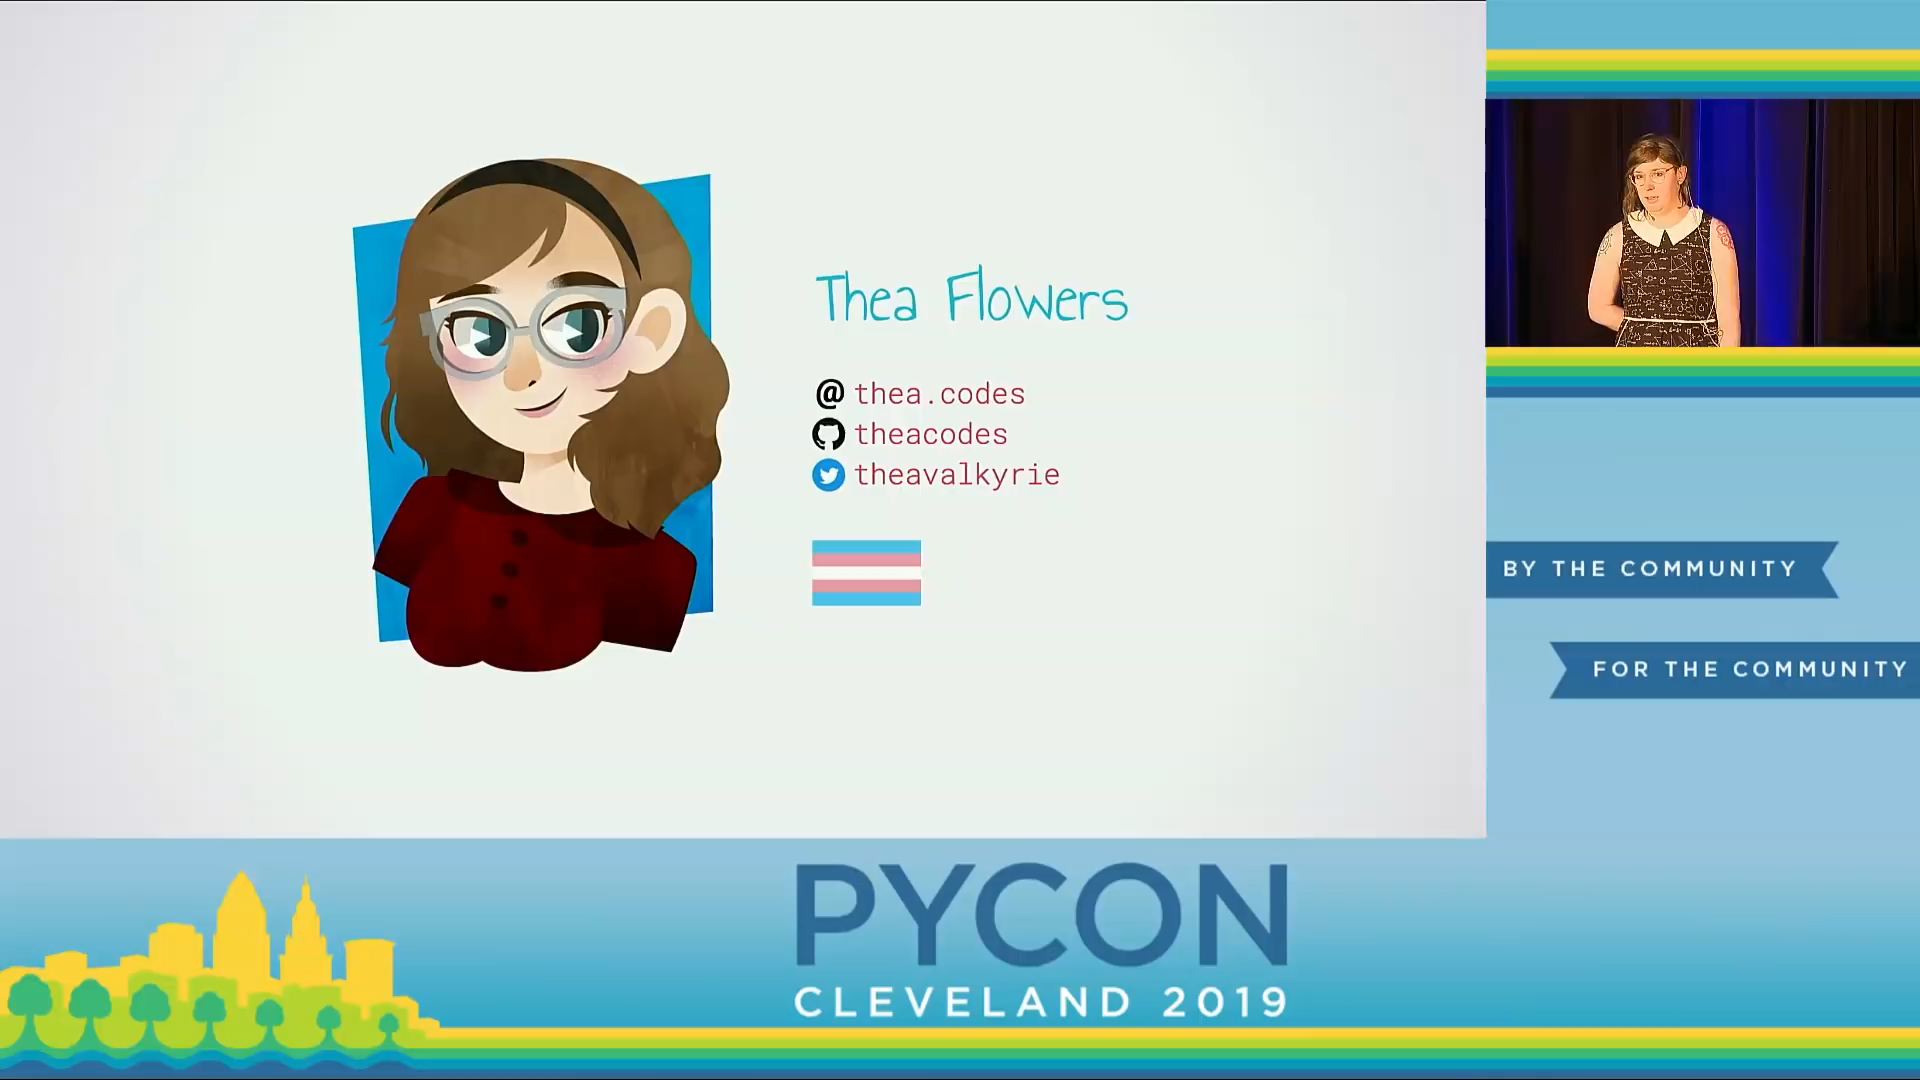 Thea Flowers
@ thea.codes
theacodes
theavalkyrie
BY THE COMMUNITY
FOR THE COMMUNITY
PYCON
CLEVELAND 2019